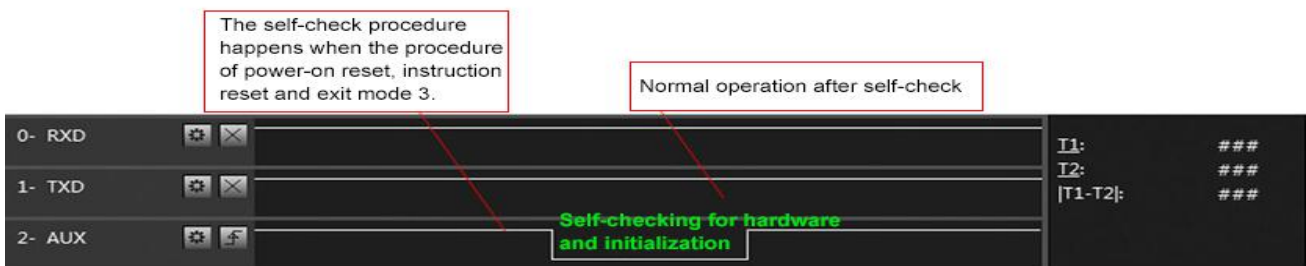 The self-check procedure
happens when the procedure
of power-on reset, instruction
reset and exit mode 3.
Normal operation after self-check
0- RXD
T1: ###
1- TXD
T2: ###
|T1-T2|: ###
2- AUX
Self-checking for hardware
and initialization